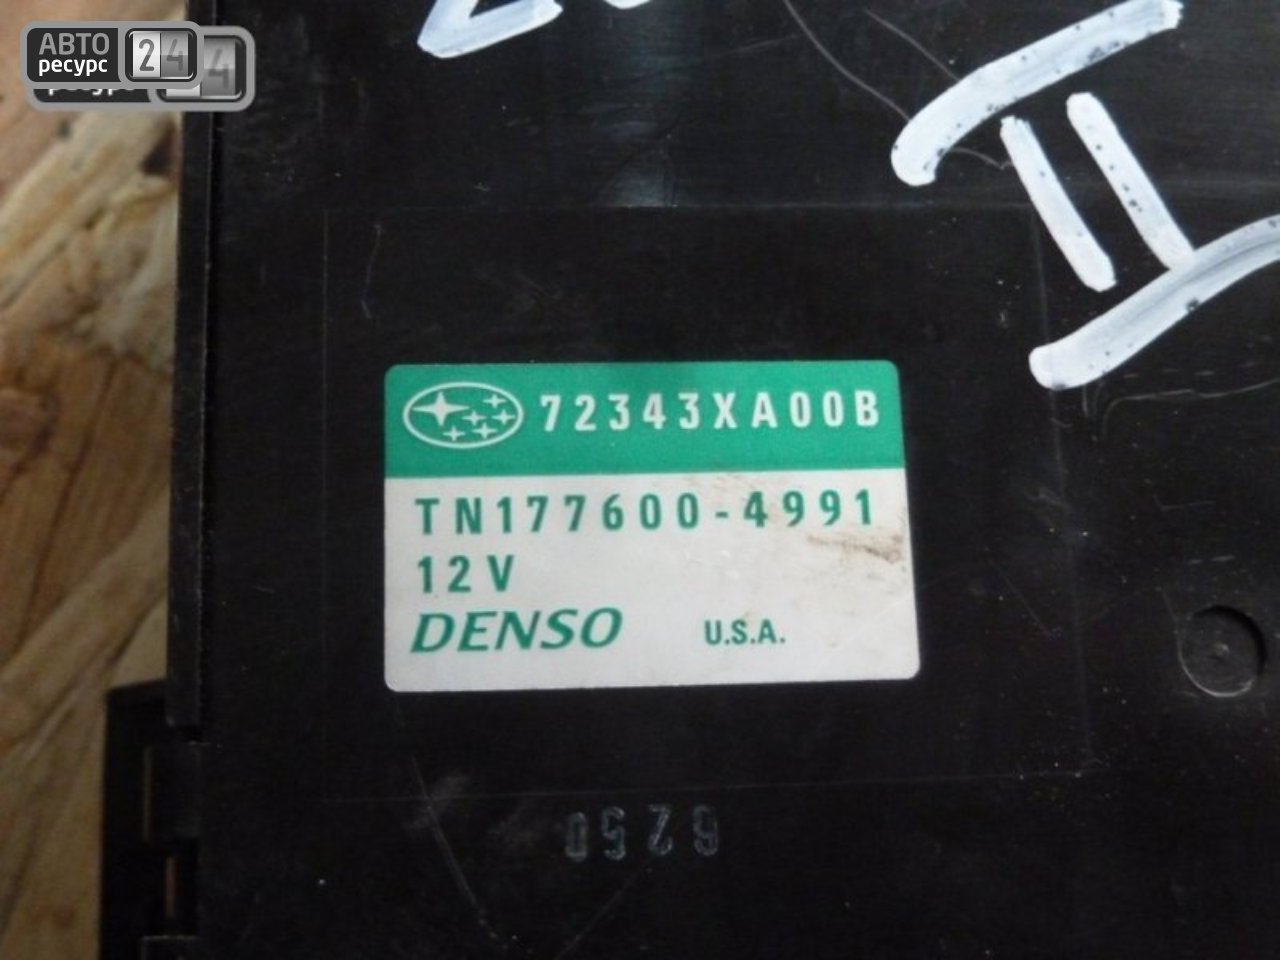 АВТО
ресурс 24
72343XA00B
TN177600-4991
12V
DENSO U.S.A.
6250